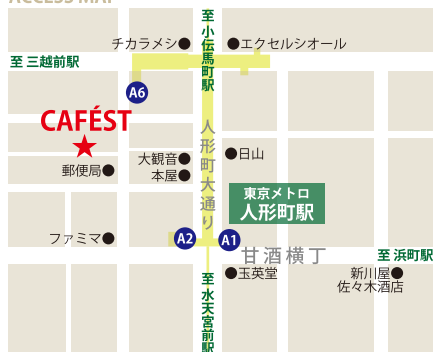 ACCESS MAP
至小伝馬町駅
チカラメシ
エクセルシオール
至 三越前駅
A6
CAFÉST
人形町大通り
大観音
日山
郵便局
本屋
東京メトロ
人形町駅
ファミマ
A2
A1
甘酒横丁
至 浜町駅
玉英堂
新川屋
佐々木酒店
至水天宮前駅